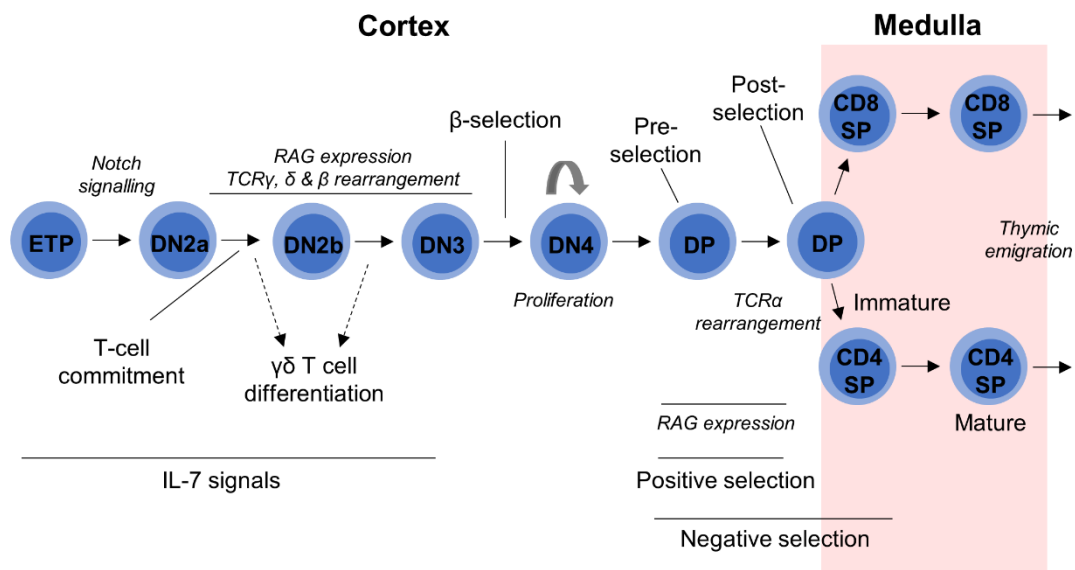 Cortex
Medulla
Notch
signalling
RAG expression
TCRγ, δ & β rearrangement
β-selection
Pre-
selection
Post-
selection
CD8
SP
CD8
SP
ETP
DN2a
DN2b
DN3
DN4
DP
DP
Thymic
emigration
Proliferation
TCRα
rearrangement
Immature
T-cell
commitment
γδ T cell
differentiation
CD4
SP
CD4
SP
Mature
RAG expression
IL-7 signals
Positive selection
Negative selection